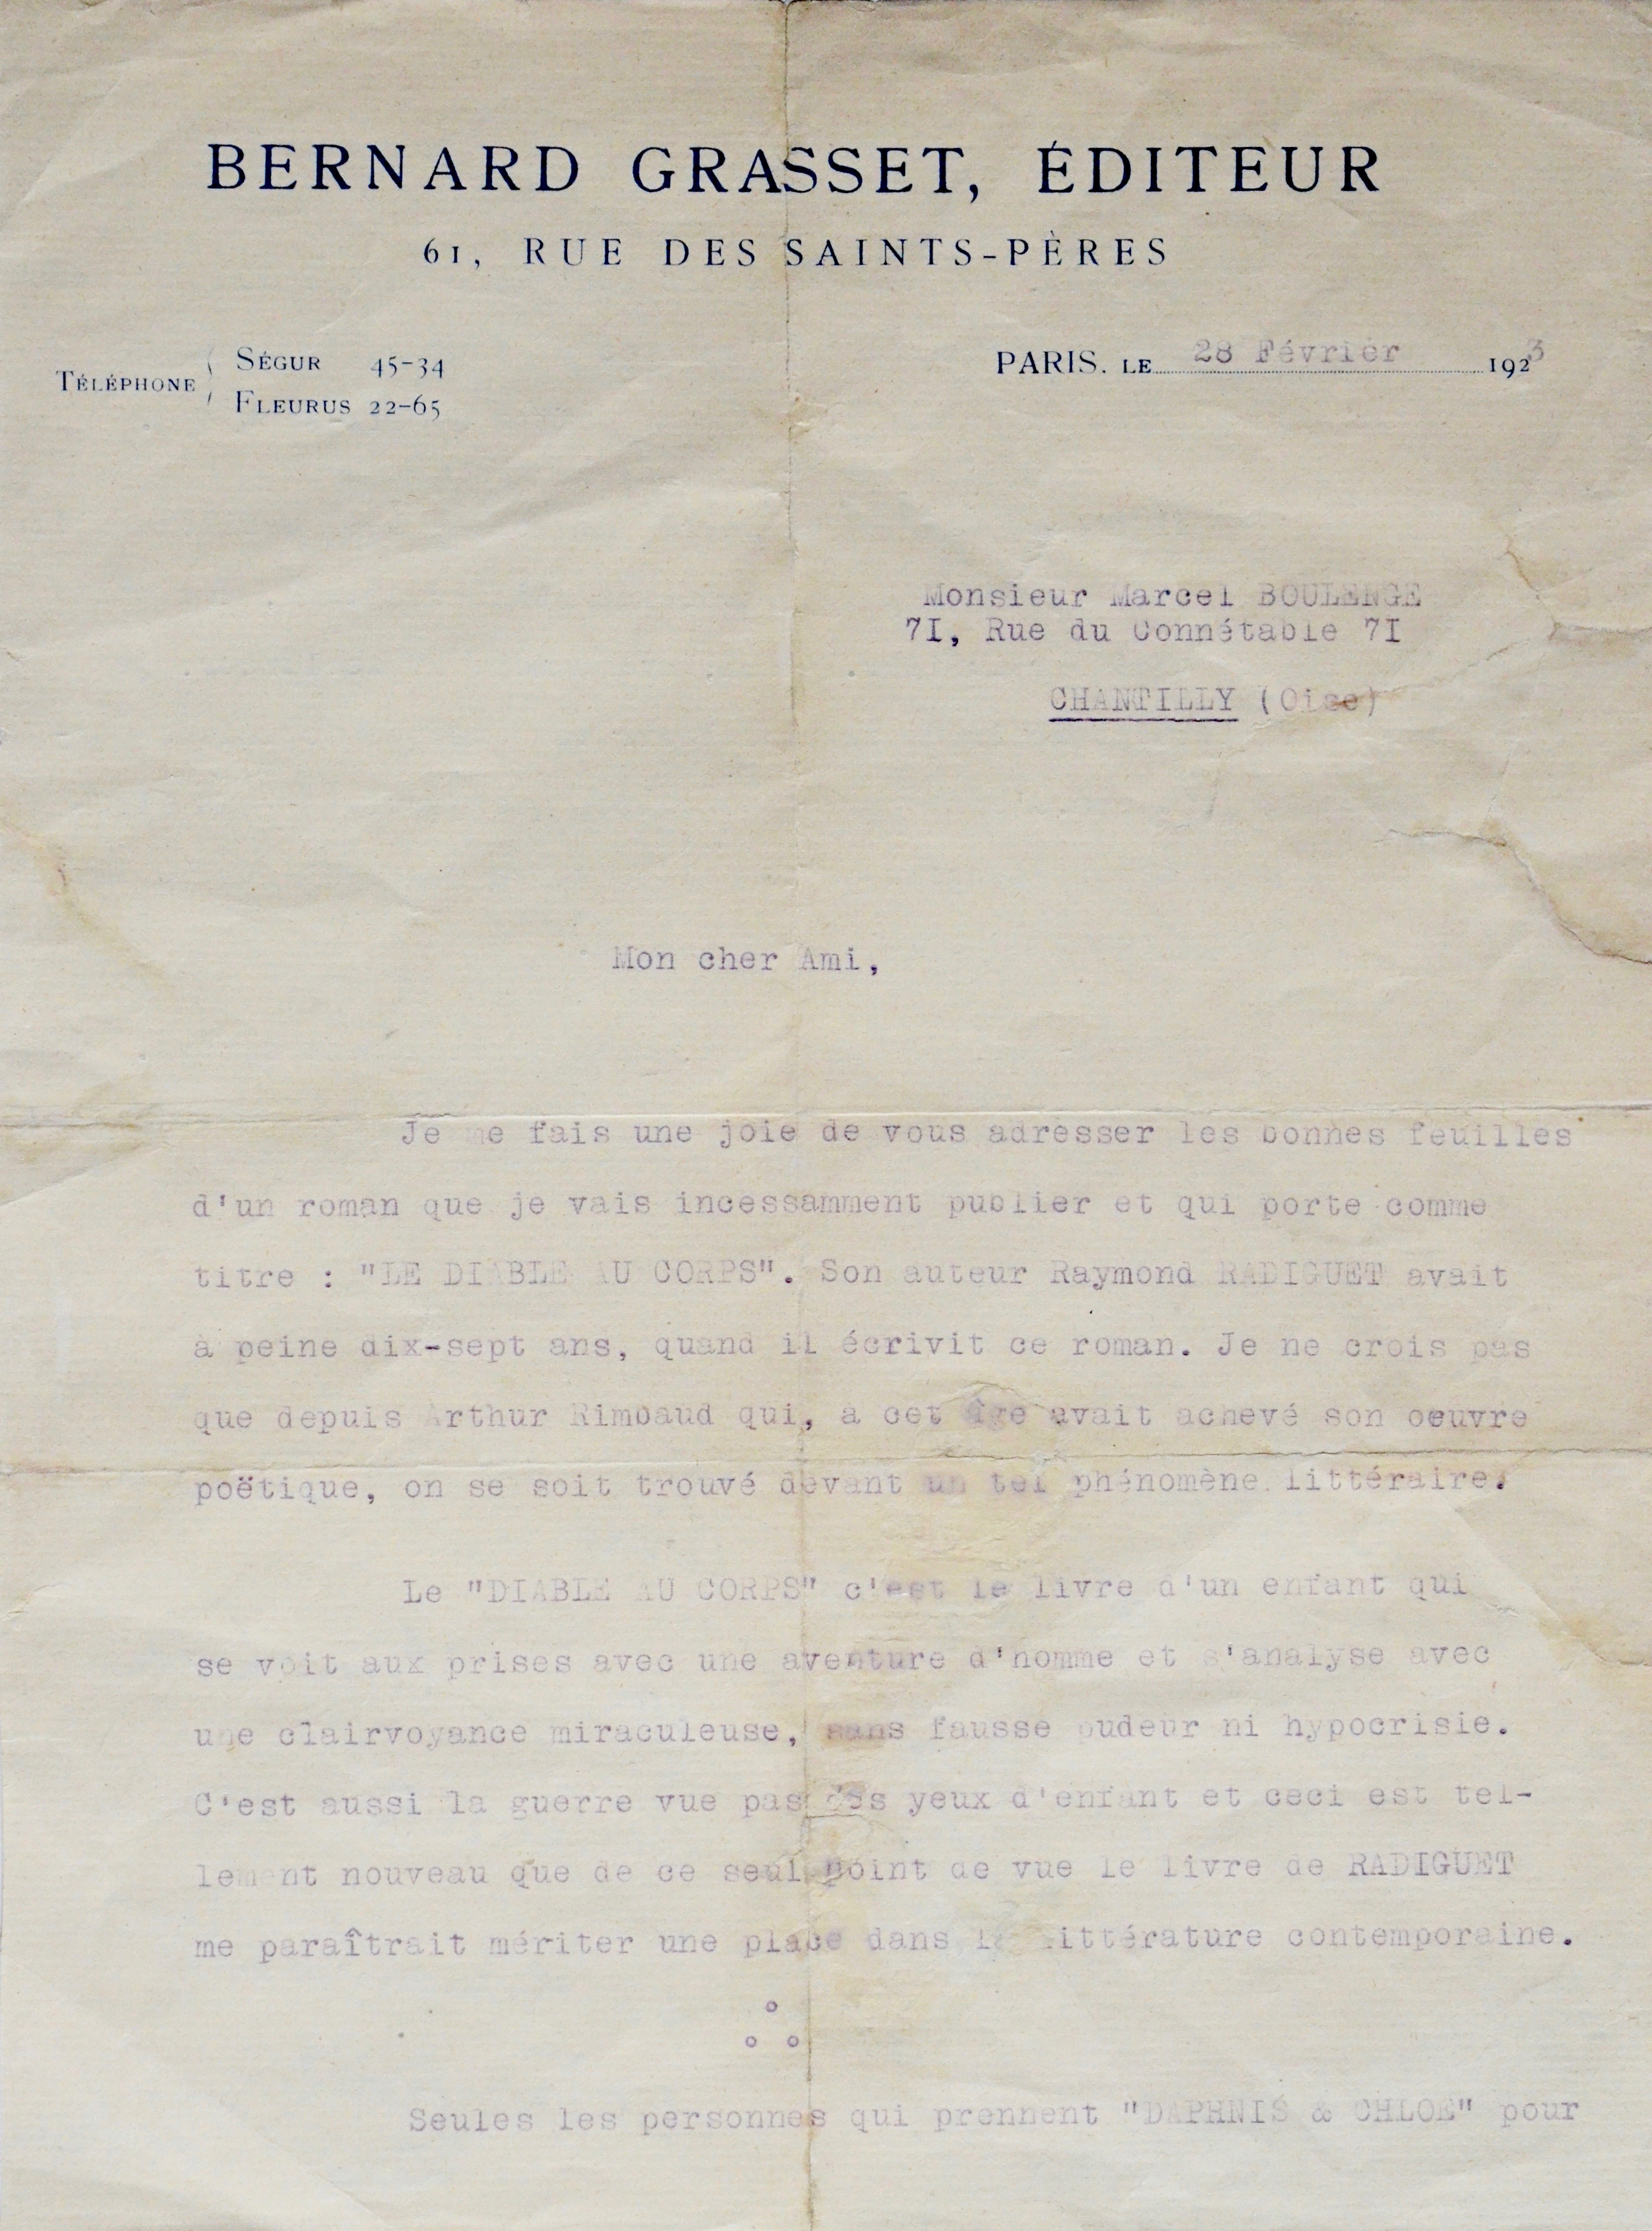 BERNARD GRASSET, ÉDITEUR
61, RUE DES SAINTS-PÈRES
TÉLÉPHONE
SÉGUR 45-34
FLEURUS 22-65
PARIS. LE 28 Février 1923
Monsieur Marcel BOULENGE
7I, Rue du Connétable 7I
CHANTILLY (Oise)
Mon cher Ami,
Je me fais une joie de vous adresser les bonnes feuilles
d'un roman que je vais incessamment publier et qui porte comme
titre : "LE DIABLE AU CORPS". Son auteur Raymond RADIGUET avait
à peine dix-sept ans, quand il écrivit ce roman. Je ne crois pas
que depuis Arthur Rimbaud qui, a cet âge avait achevé son oeuvre
poëtique, on se soit trouvé devant un tel phénomène littéraire.
Le "DIABLE AU CORPS" c'est le livre d'un enfant qui
se voit aux prises avec une aventure d'homme et s'analyse avec
une clairvoyance miraculeuse, sans fausse pudeur ni hypocrisie.
C'est aussi la guerre vue pas des yeux d'enfant et ceci est tel-
lement nouveau que de ce seul point de vue le livre de RADIGUET
me paraîtrait mériter une place dans la littérature contemporaine.
Seules les personnes qui prennent "DAPHNIS & CHLOE" pour